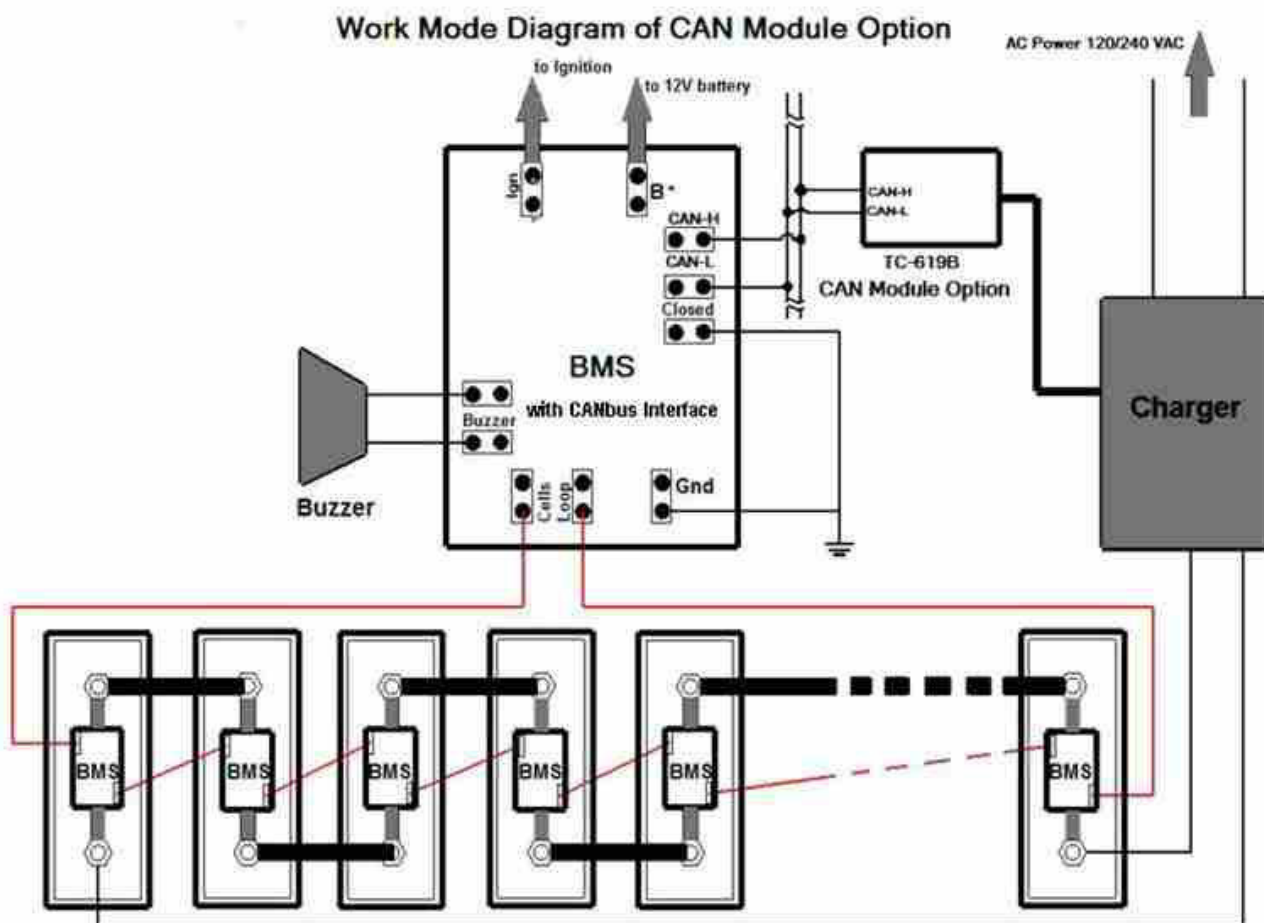 Work Mode Diagram of CAN Module Option
AC Power 120/240 VAC
to Ignition
to 12V battery
Ign
B+
CAN-H
CAN-L
Closed
CAN-H
CAN-L
TC-619B
CAN Module Option
BMS
with CANbus Interface
Buzzer
Buzzer
Cells
Loop
Gnd
Charger
BMS
BMS
BMS
BMS
BMS
BMS